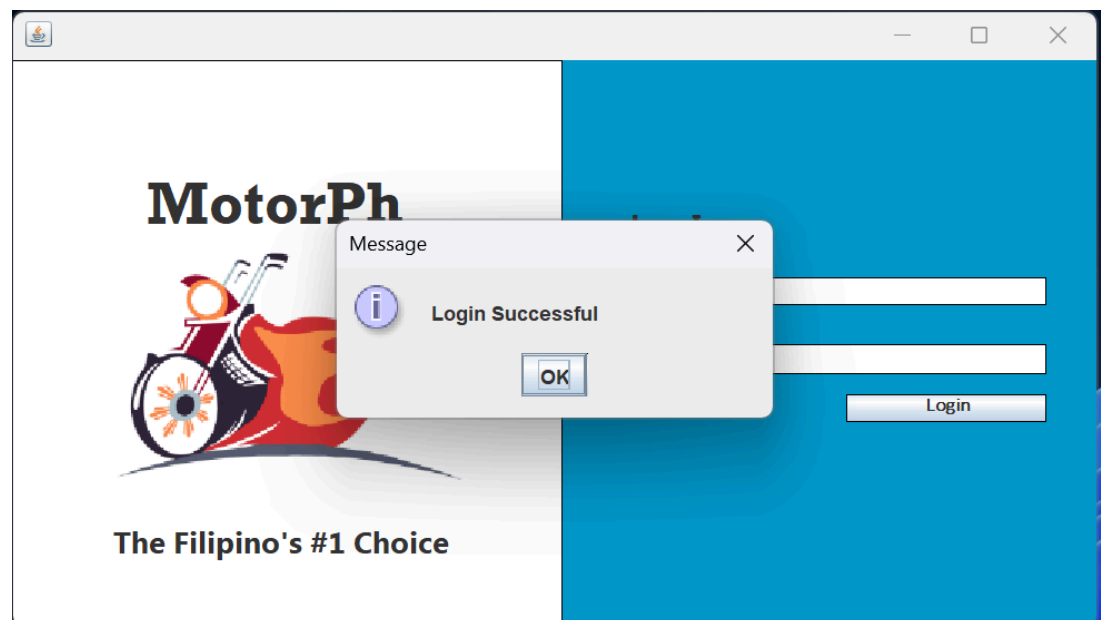 MotorPh
Message
Login Successful
OK
Login
The Filipino's #1 Choice